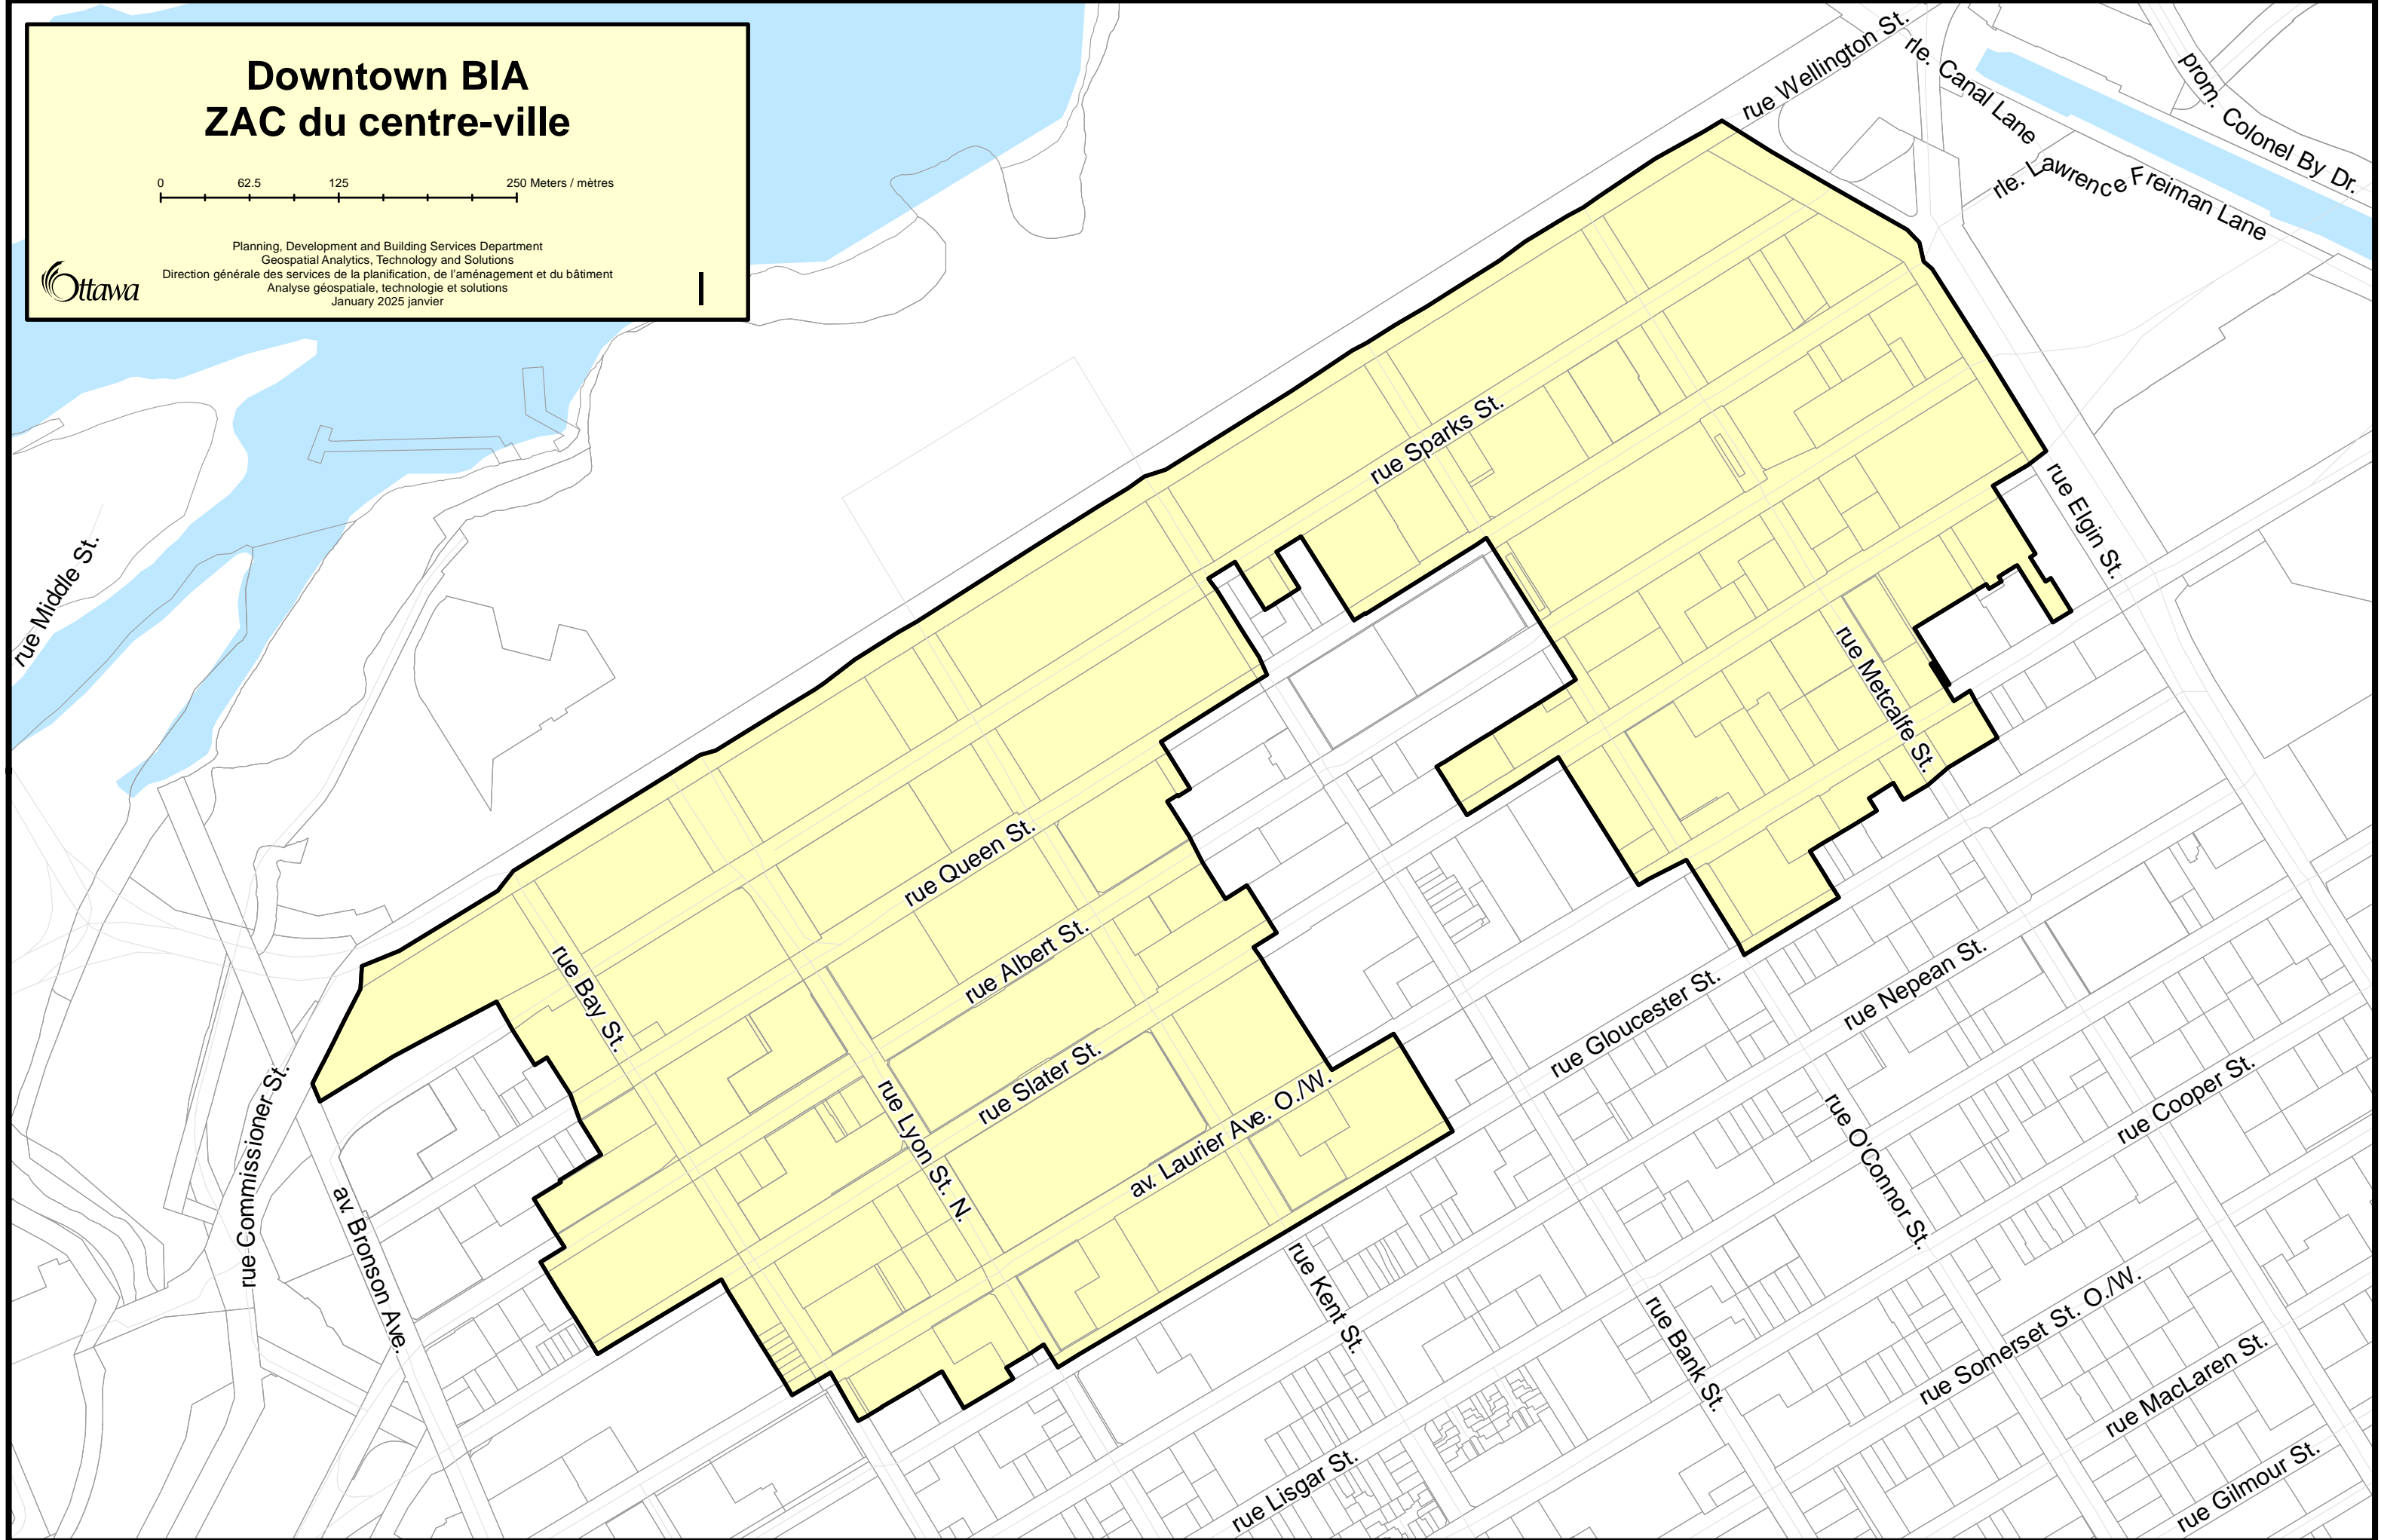 Downtown BIA
ZAC du centre-ville
0 62.5 125 250 Meters / mètres
Planning, Development and Building Services Department
Geospatial Analytics, Technology and Solutions
Direction générale des services de la planification, de l'aménagement et du bâtiment
Analyse géospatiale, technologie et solutions
January 2025 janvier
Ottawa
rue Wellington St.
rle. Canal Lane
prom. Colonel By Dr.
rle. Lawrence Freiman Lane
rue Sparks St.
rue Elgin St.
rue Middle St.
rue Metcalfe St.
rue Queen St.
rue Albert St.
rue Bay St.
rue Slater St.
rue Lyon St. N.
av. Laurier Ave. O./W.
rue Gloucester St.
rue Nepean St.
rue Commissioner St.
av. Bronson Ave.
rue O'Connor St.
rue Cooper St.
rue Kent St.
rue Bank St.
rue Somerset St. O./W.
rue MacLaren St.
rue Lisgar St.
rue Gilmour St.